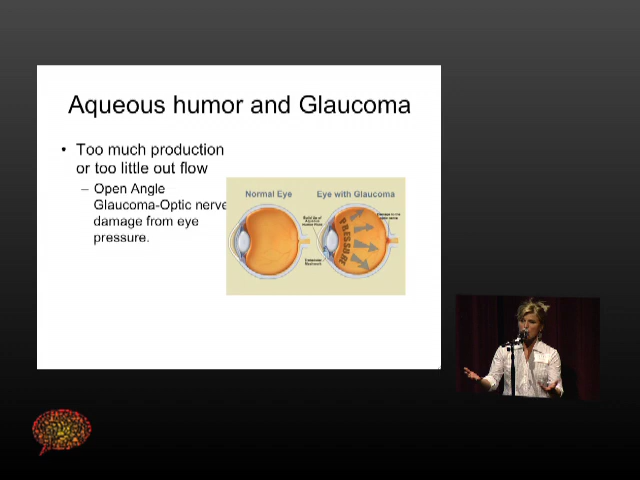 Aqueous humor and Glaucoma
• Too much production
or too little out flow
– Open Angle
Glaucoma-Optic nerve
damage from eye
pressure.
Normal Eye
Eye with Glaucoma
PRESSURE